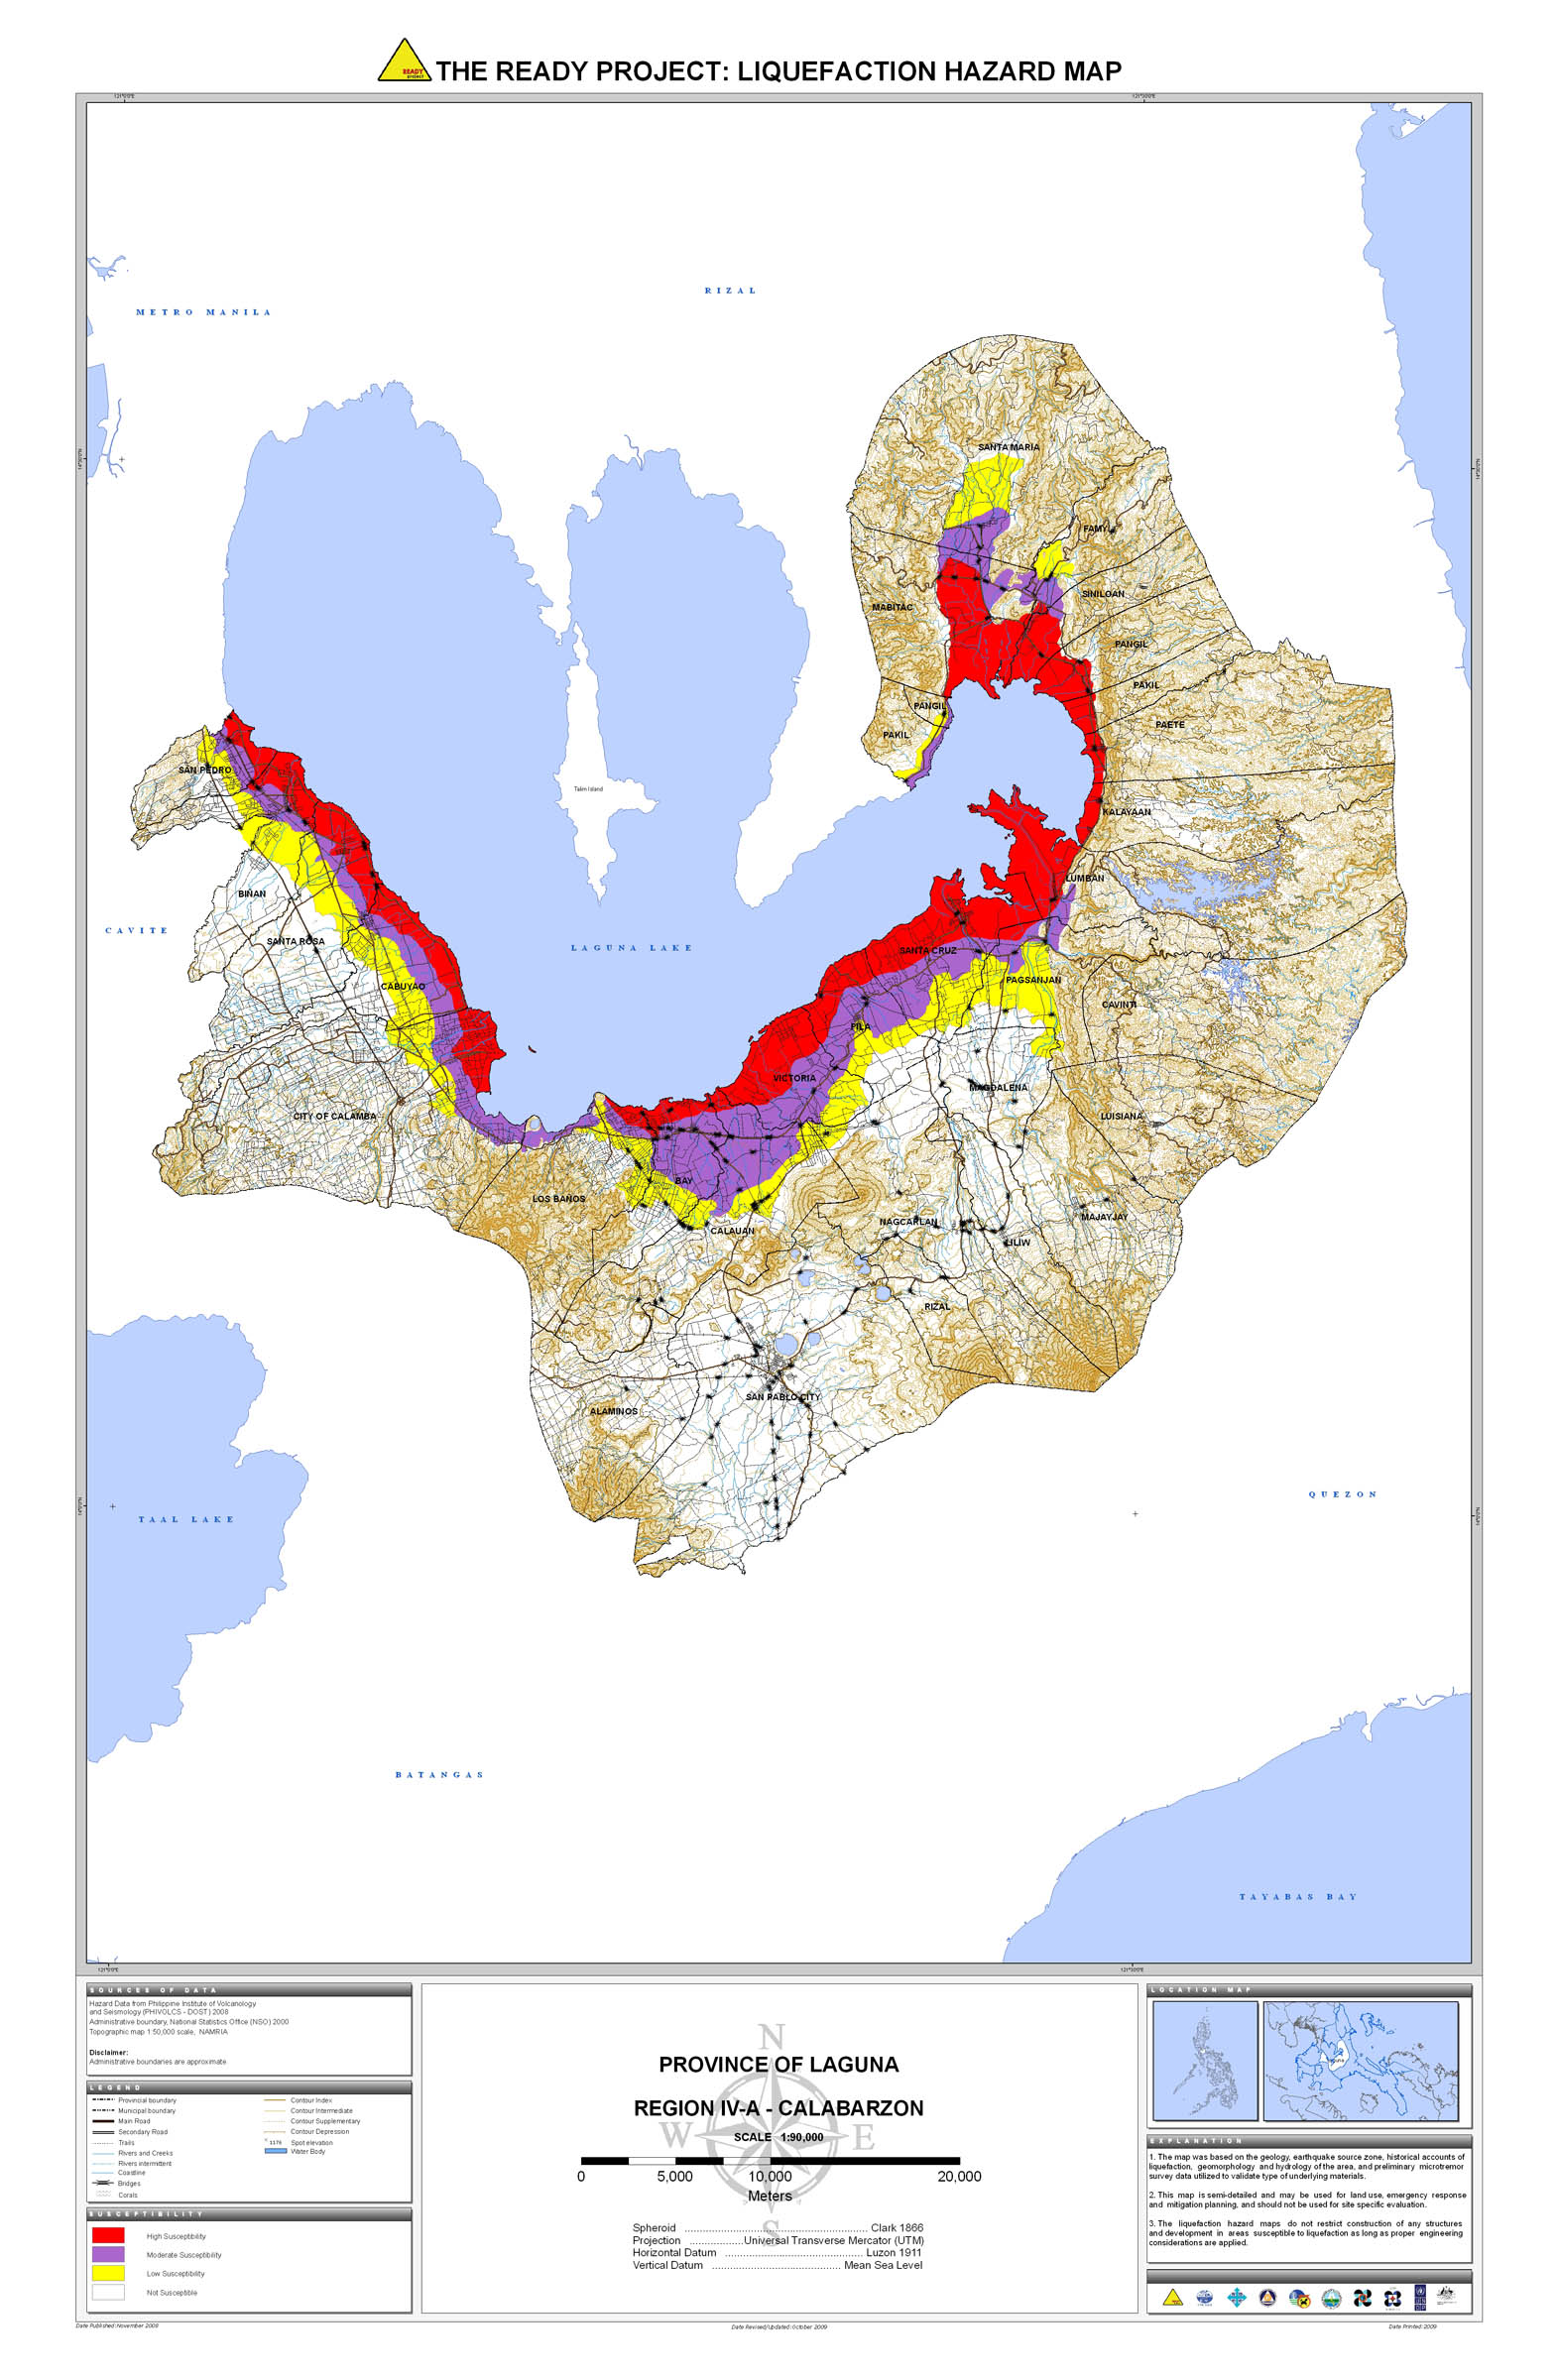 THE READY PROJECT: LIQUEFACTION HAZARD MAP
READY
project
121°0'0"E
RIZAL
METRO MANILA
SANTA MARIA
FAMY
MABITAC
SINILOAN
PANGIL
PAKIL
PANGIL
PAETE
PAKIL
SAN PEDRO
Talim Island
KALAYAAN
LUMBAN
BIÑAN
CAVITE
SANTA ROSA
LAGUNA LAKE
SANTA CRUZ
PAGSANJAN
CABUYAO
CAVINTI
PILA
VICTORIA
MAGDALENA
CITY OF CALAMBA
LUISIANA
BAY
LOS BAÑOS
MAJAYJAY
NAGCARLAN
CALAUAN
LILIW
RIZAL
SAN PABLO CITY
ALAMINOS
QUEZON
TAAL LAKE
BATANGAS
TAYABAS BAY
SOURCES OF DATA
Hazard Data from Philippine Institute of Volcanology
and Seismology (PHIVOLCS - DOST) 2008
Administrative boundary, National Statistics Office (NSO) 2000
Topographic map 1:50,000 scale, NAMRIA
Disclaimer:
Administrative boundaries are approximate
LEGEND
Provincial boundary
Municipal boundary
Main Road
Secondary Road
Trails
Rivers and Creeks
Rivers intermittent
Coastline
Bridges
Corals
Contour Index
Contour Intermediate
Contour Supplementary
Contour Depression
1176 Spot elevation
Water Body
SUSCEPTIBILITY
High Susceptibility
Moderate Susceptibility
Low Susceptibility
Not Susceptible
N
W
E
S
PROVINCE OF LAGUNA
REGION IV-A - CALABARZON
SCALE 1:90,000
0 5,000 10,000 20,000
Meters
Spheroid ........ Clark 1866
Projection ........ Universal Transverse Mercator (UTM)
Horizontal Datum ........ Luzon 1911
Vertical Datum ........ Mean Sea Level
LOCATION MAP
EXPLANATION
1. The map was based on the geology, earthquake source zone, historical accounts of
liquefaction, geomorphology and hydrology of the area, and preliminary microtremor
survey data utilized to validate type of underlying materials.
2. This map is semi-detailed and may be used for land use, emergency response
and mitigation planning, and should not be used for site specific evaluation.
3. The liquefaction hazard maps do not restrict construction of any structures
and development in areas susceptible to liquefaction as long as proper engineering
considerations are applied.
Date Published: November 2008
Date Revised/Updated: October 2009
Date Printed: 2009